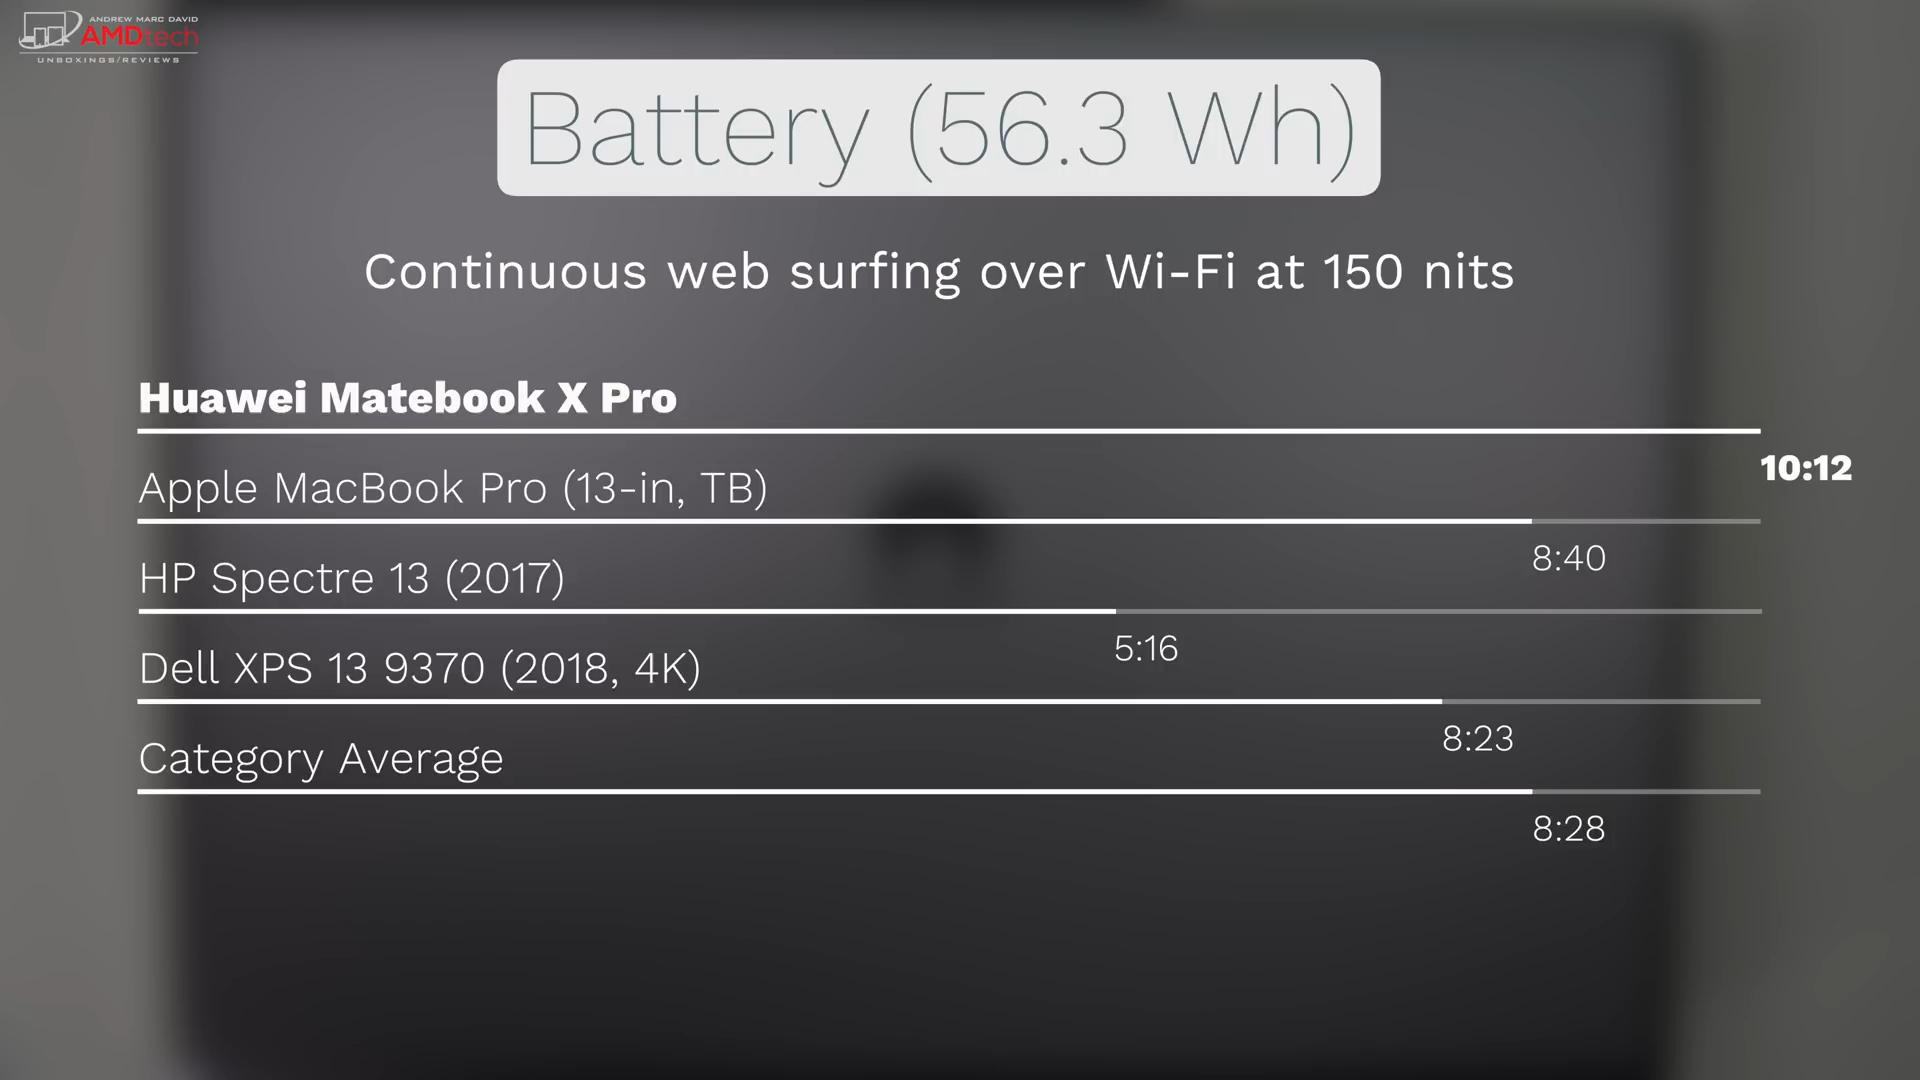 ANDREW MARC DAVID
AMDtech
UNBOXINGS/REVIEWS
Battery (56.3 Wh)
Continuous web surfing over Wi-Fi at 150 nits
Huawei Matebook X Pro
10:12
Apple MacBook Pro (13-in, TB)
8:40
HP Spectre 13 (2017)
5:16
Dell XPS 13 9370 (2018, 4K)
8:23
Category Average
8:28